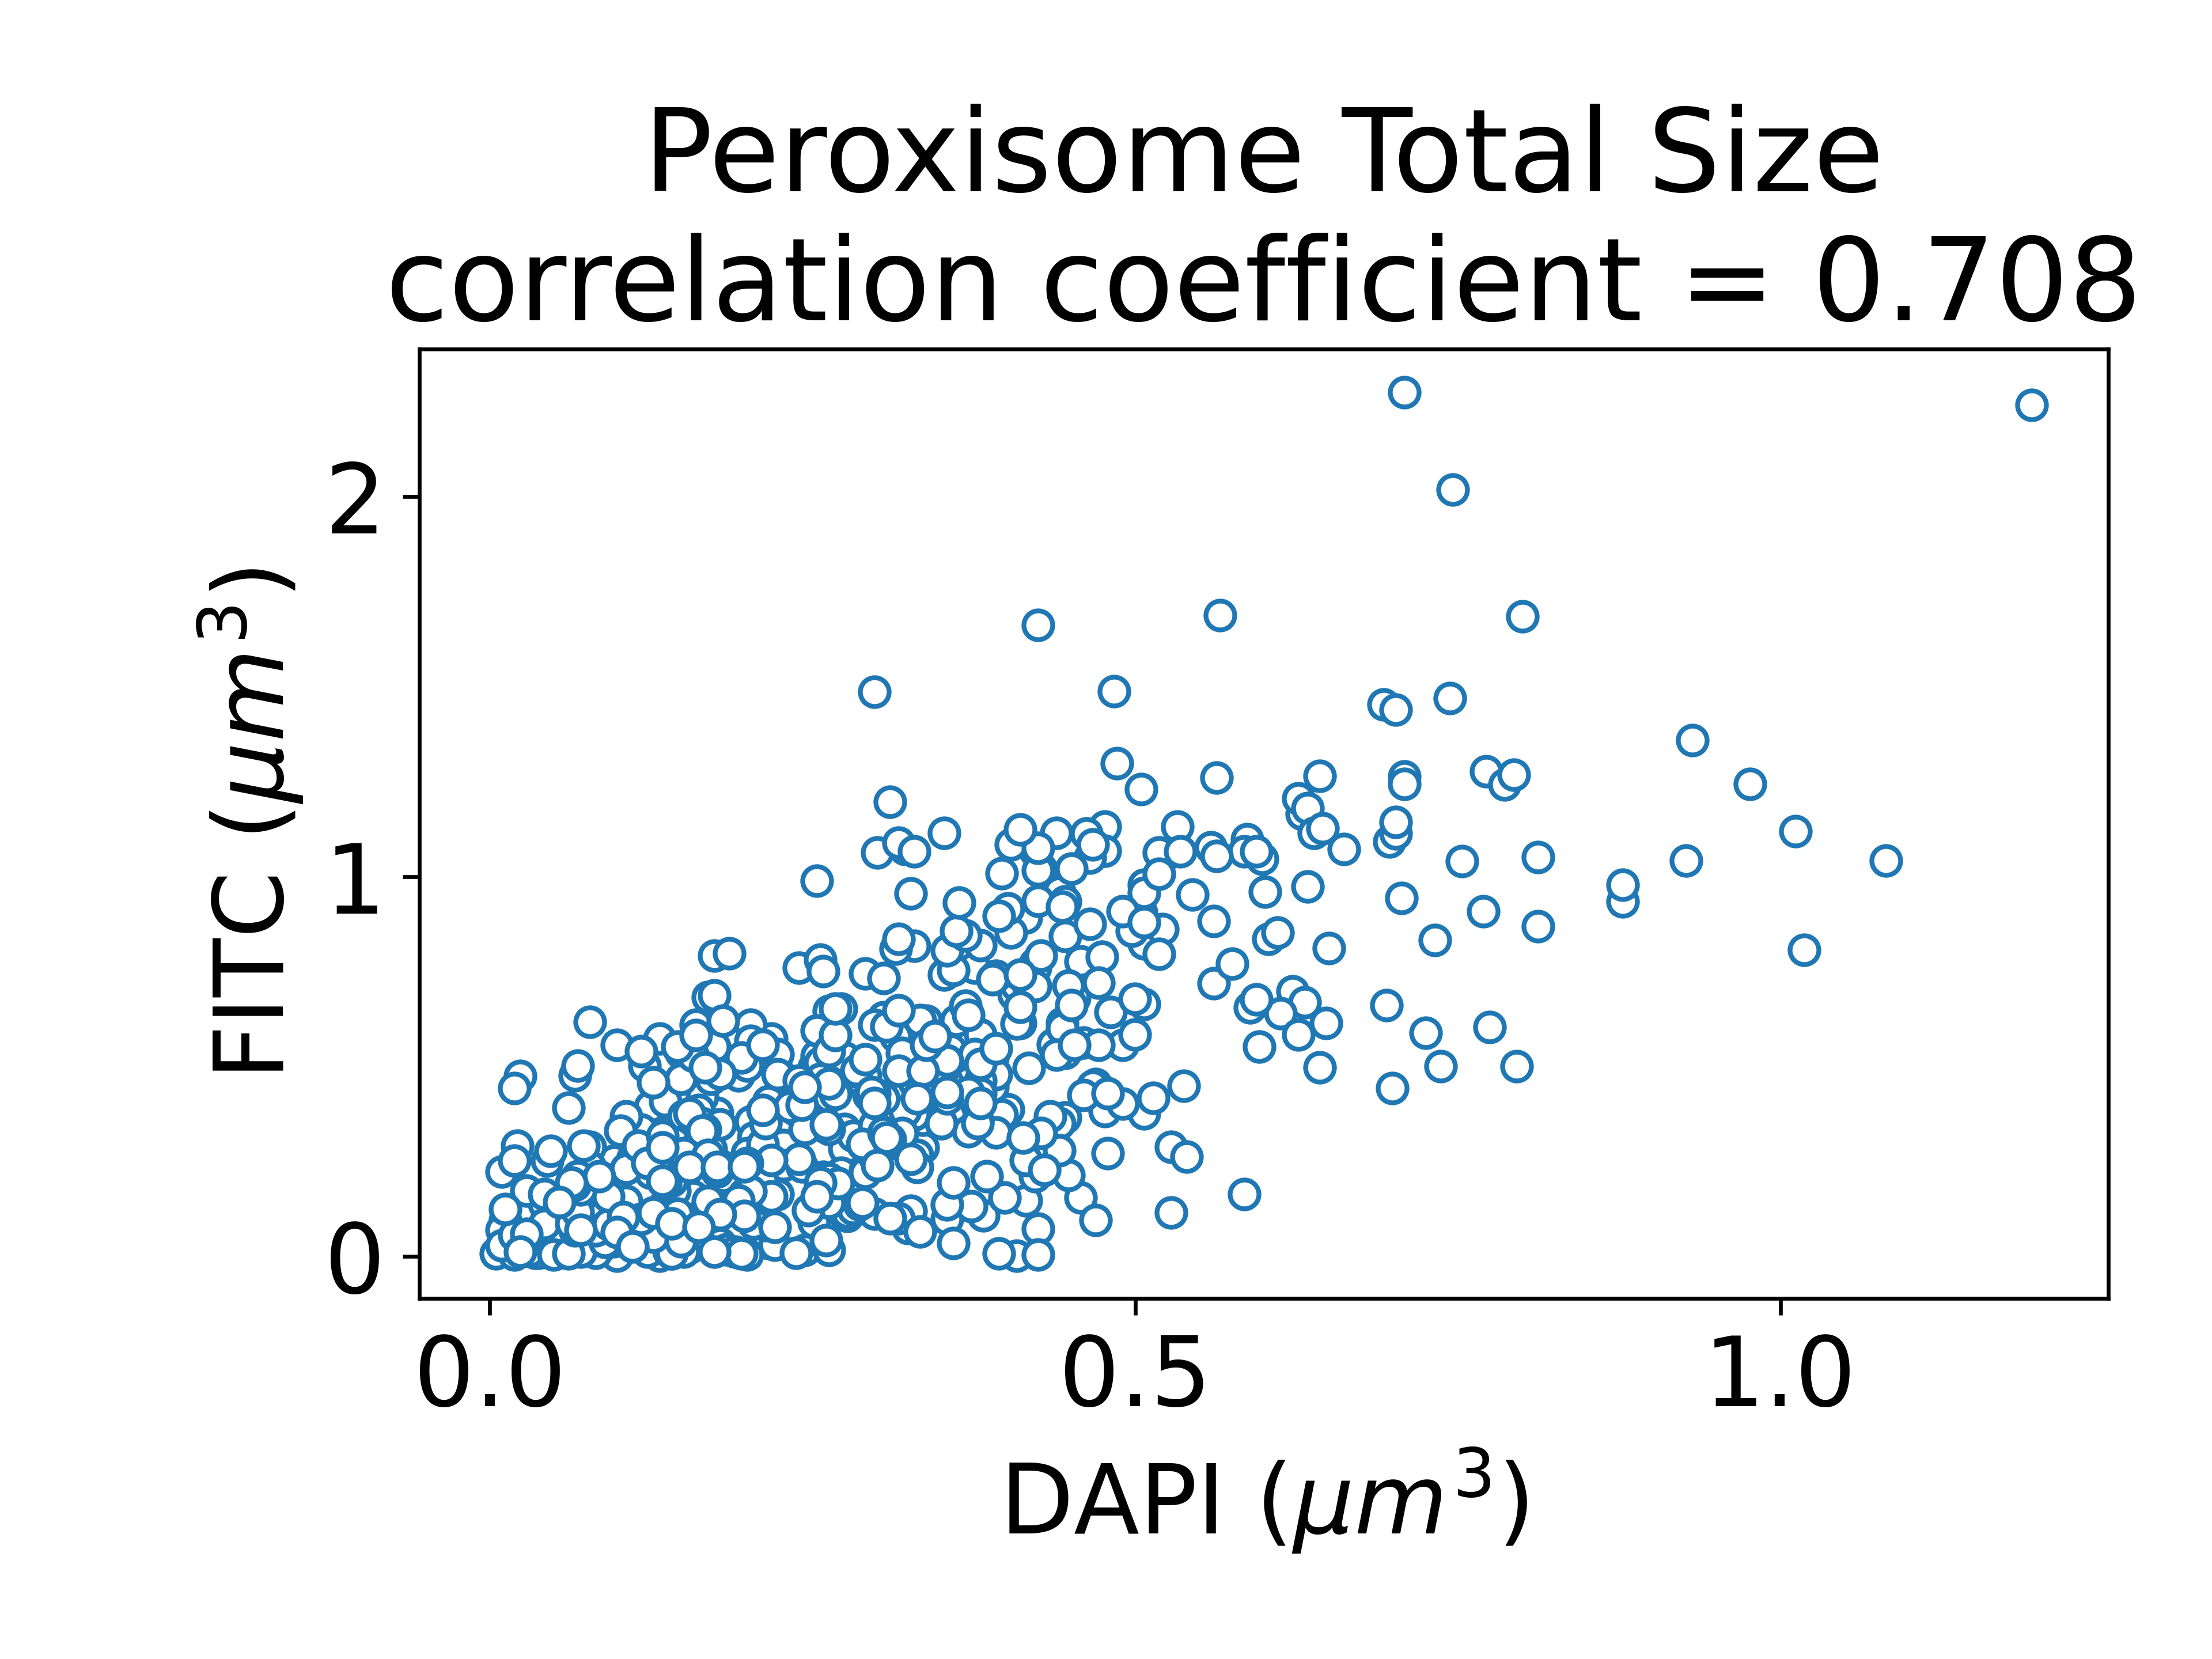 Peroxisome Total Size
correlation coefficient = 0.708
FITC (μm³)
2
1
0
0.0 0.5 1.0
DAPI (μm³)